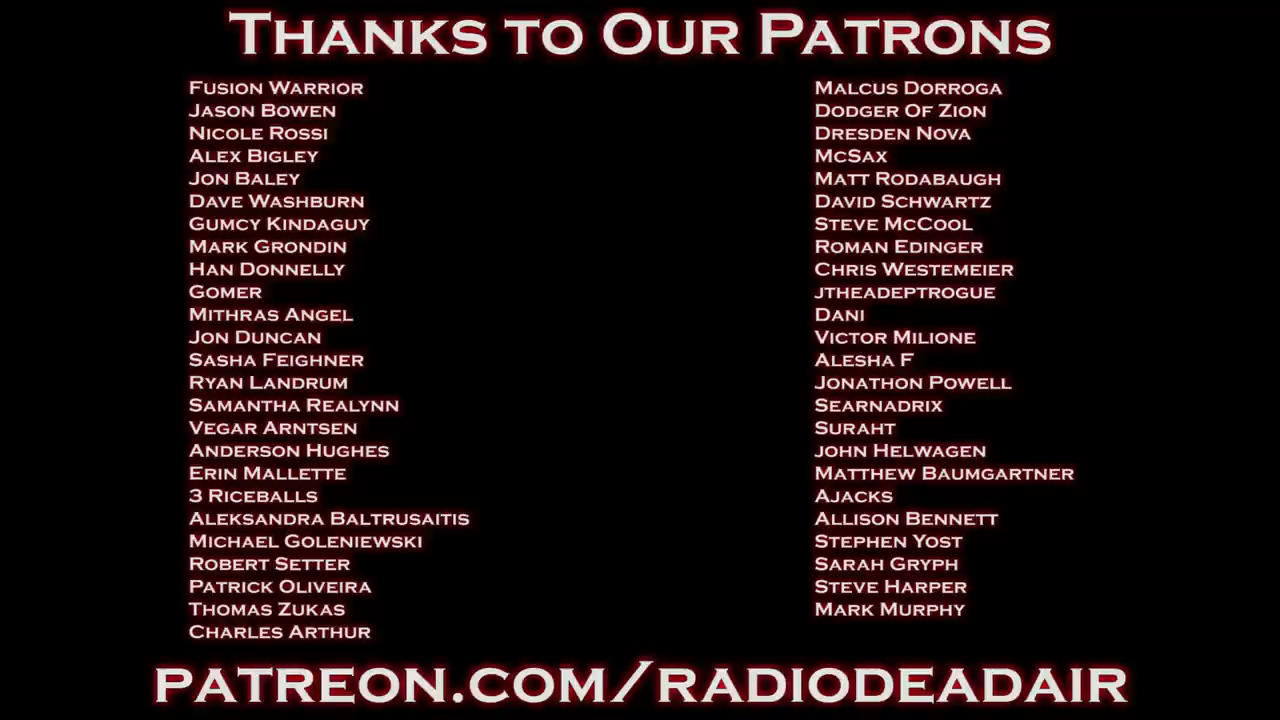 Thanks to Our Patrons
Fusion Warrior
Jason Bowen
Nicole Rossi
Alex Bigley
Jon Baley
Dave Washburn
Gumcy Kindaguy
Mark Grondin
Han Donnelly
Gomer
Mithras Angel
Jon Duncan
Sasha Feighner
Ryan Landrum
Samantha Realynn
Vegar Arntsen
Anderson Hughes
Erin Mallette
3 Riceballs
Aleksandra Baltrusaitis
Michael Goleniewski
Robert Setter
Patrick Oliveira
Thomas Zukas
Charles Arthur
Malcus Dorroga
Dodger Of Zion
Dresden Nova
McSax
Matt Rodabaugh
David Schwartz
Steve McCool
Roman Edinger
Chris Westemeier
jtheadeptrogue
Dani
Victor Milione
Alesha F
Jonathon Powell
Searnadrix
Suraht
john Helwagen
Matthew Baumgartner
Ajacks
Allison Bennett
Stephen Yost
Sarah Gryph
Steve Harper
Mark Murphy
patreon.com/radiodeadair